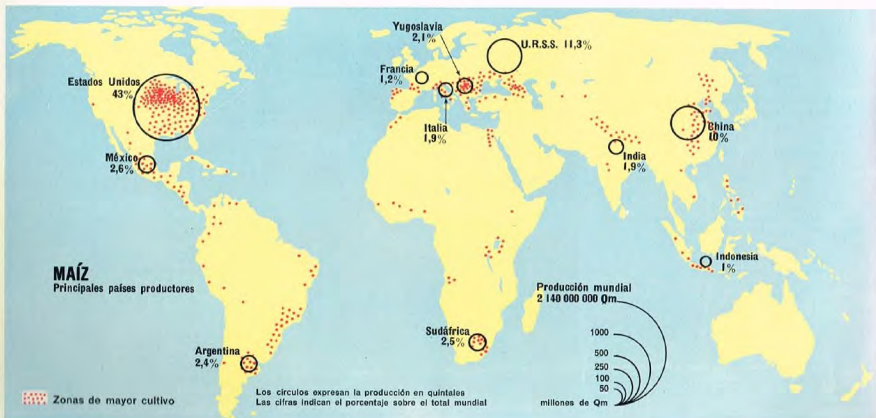 Yugoslavia
2,1%
U.R.S.S. 11,3%
Francia
1,2%
Estados Unidos
43%
Italia
1,9%
China
10%
India
1,9%
México
2,6%
Indonesia
1%
MAÍZ
Principales países productores
Producción mundial
2 140 000 000 Qm
1000
500
250
100
50
millones de Qm
Sudáfrica
2,5%
Argentina
2,4%
Zonas de mayor cultivo
Los círculos expresan la producción en quintales
Las cifras indican el porcentaje sobre el total mundial